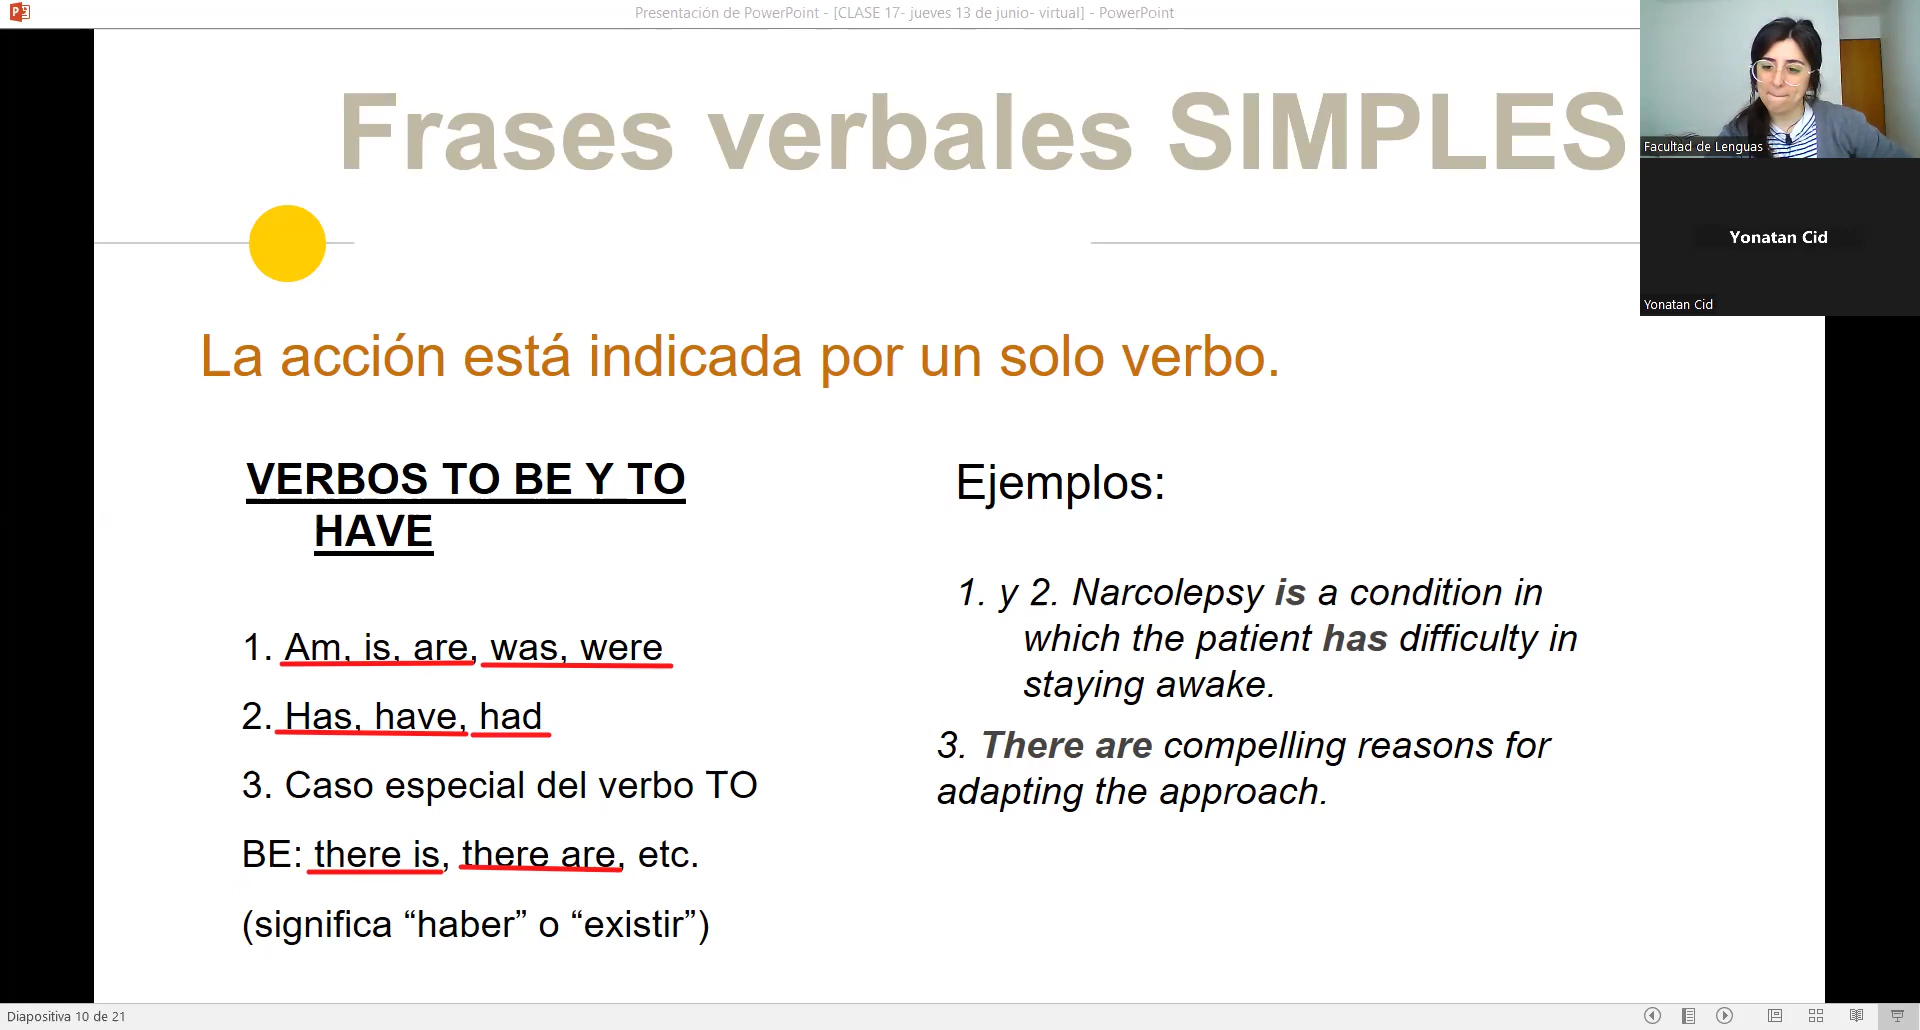 Presentación de PowerPoint - [CLASE 17- jueves 13 de junio- virtual] - PowerPoint
Frases verbales SIMPLES
Facultad de Lenguas
Yonatan Cid
Yonatan Cid
La acción está indicada por un solo verbo.
VERBOS TO BE Y TO
HAVE
1. Am, is, are, was, were
2. Has, have, had
3. Caso especial del verbo TO
BE: there is, there are, etc.
(significa “haber” o “existir”)
Ejemplos:
1. y 2. Narcolepsy is a condition in
which the patient has difficulty in
staying awake.
3. There are compelling reasons for
adapting the approach.
Diapositiva 10 de 21